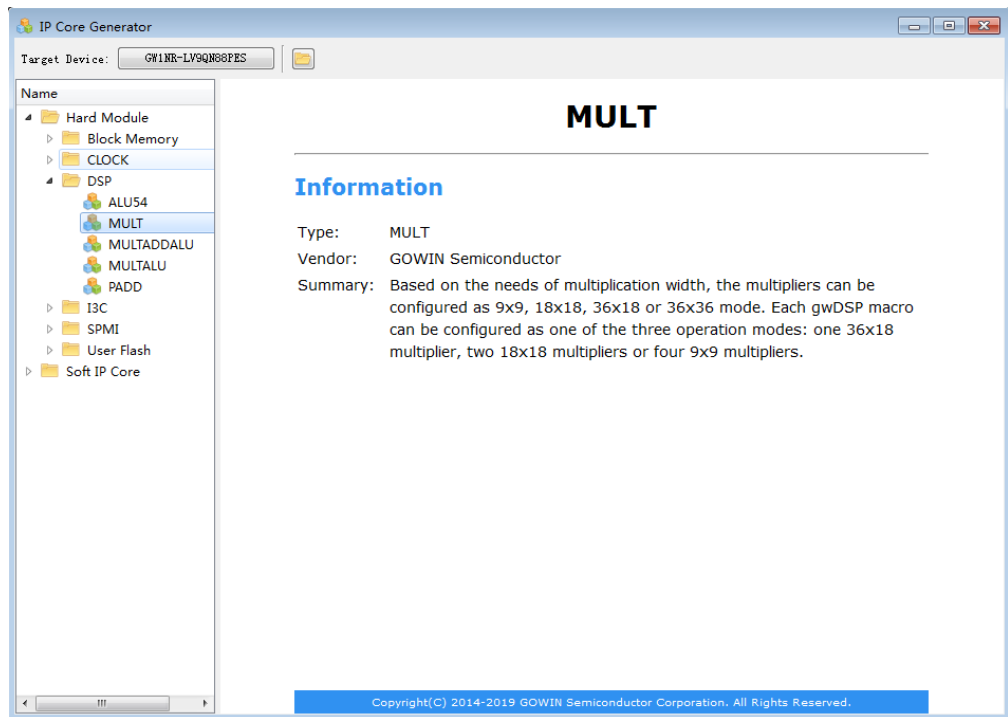 IP Core Generator
Target Device: GW1NR-LV9QN88PES
Name
Hard Module
Block Memory
CLOCK
DSP
ALU54
MULT
MULTADDALU
MULTALU
PADD
I3C
SPMI
User Flash
Soft IP Core
MULT
Information
Type: MULT
Vendor: GOWIN Semiconductor
Summary: Based on the needs of multiplication width, the multipliers can be
configured as 9x9, 18x18, 36x18 or 36x36 mode. Each gwDSP macro
can be configured as one of the three operation modes: one 36x18
multiplier, two 18x18 multipliers or four 9x9 multipliers.
Copyright(C) 2014-2019 GOWIN Semiconductor Corporation. All Rights Reserved.